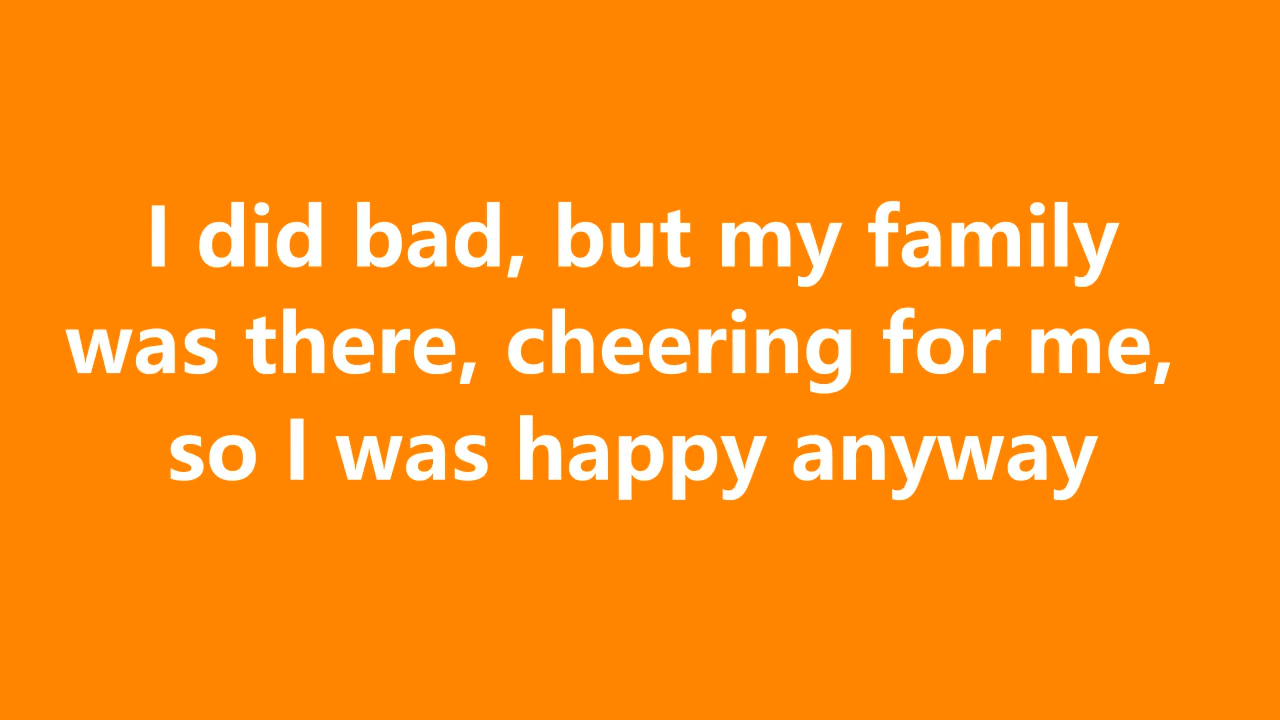 I did bad, but my family
was there, cheering for me,
so I was happy anyway